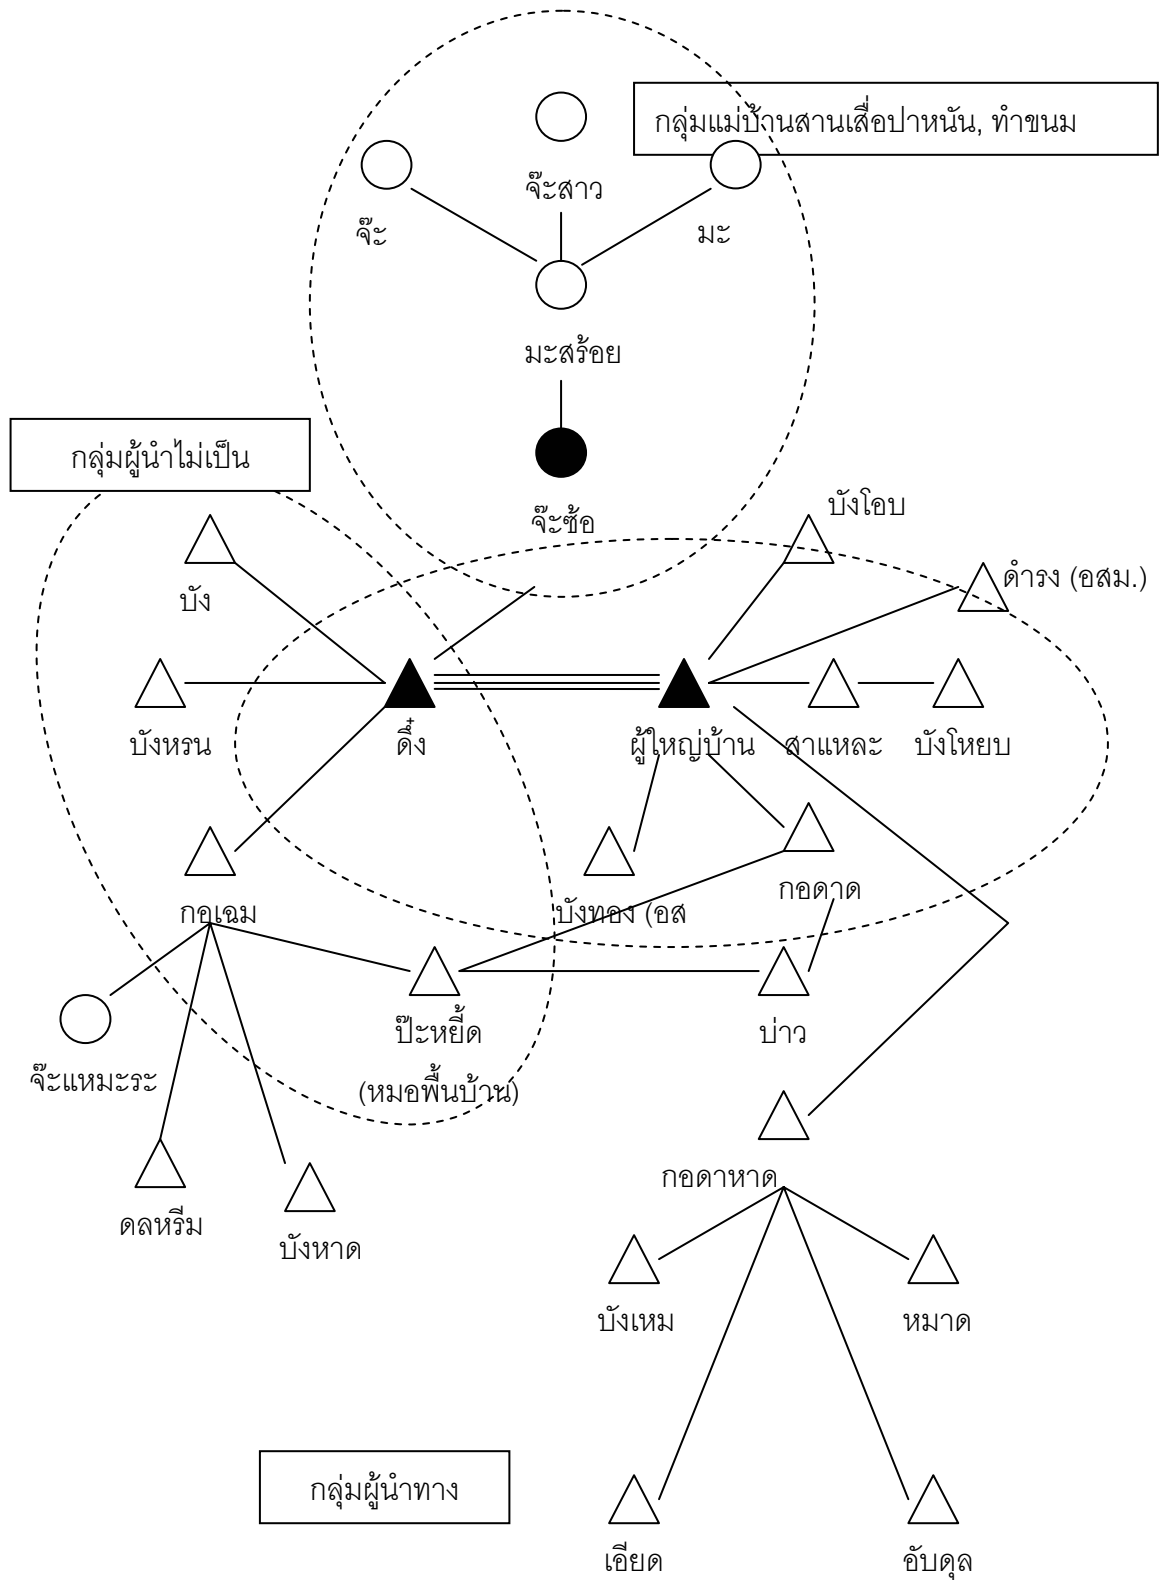 กลุ่มแม่บ้านสานเสื่อปาหนัน, ทำขนม
จ๊ะสาว
จ๊ะ
มะ
มะสร้อย
กลุ่มผู้นำไม่เป็น
จ๊ะซ้อ
บังโอบ
ดำรง (อสม.)
บัง
บังหรน
ดิ๋ง
ผู้ใหญ่บ้าน
สาแหละ
บังโหยบ
กอเฉม
บังทอง (อส
กอดาด
ป๊ะหยี้ด
(หมอพื้นบ้าน)
บ่าว
จ๊ะแหมะระ
กอดาหาด
ดลหรีม
บังหาด
บังเหม
หมาด
กลุ่มผู้นำทาง
เอียด
อับดุล